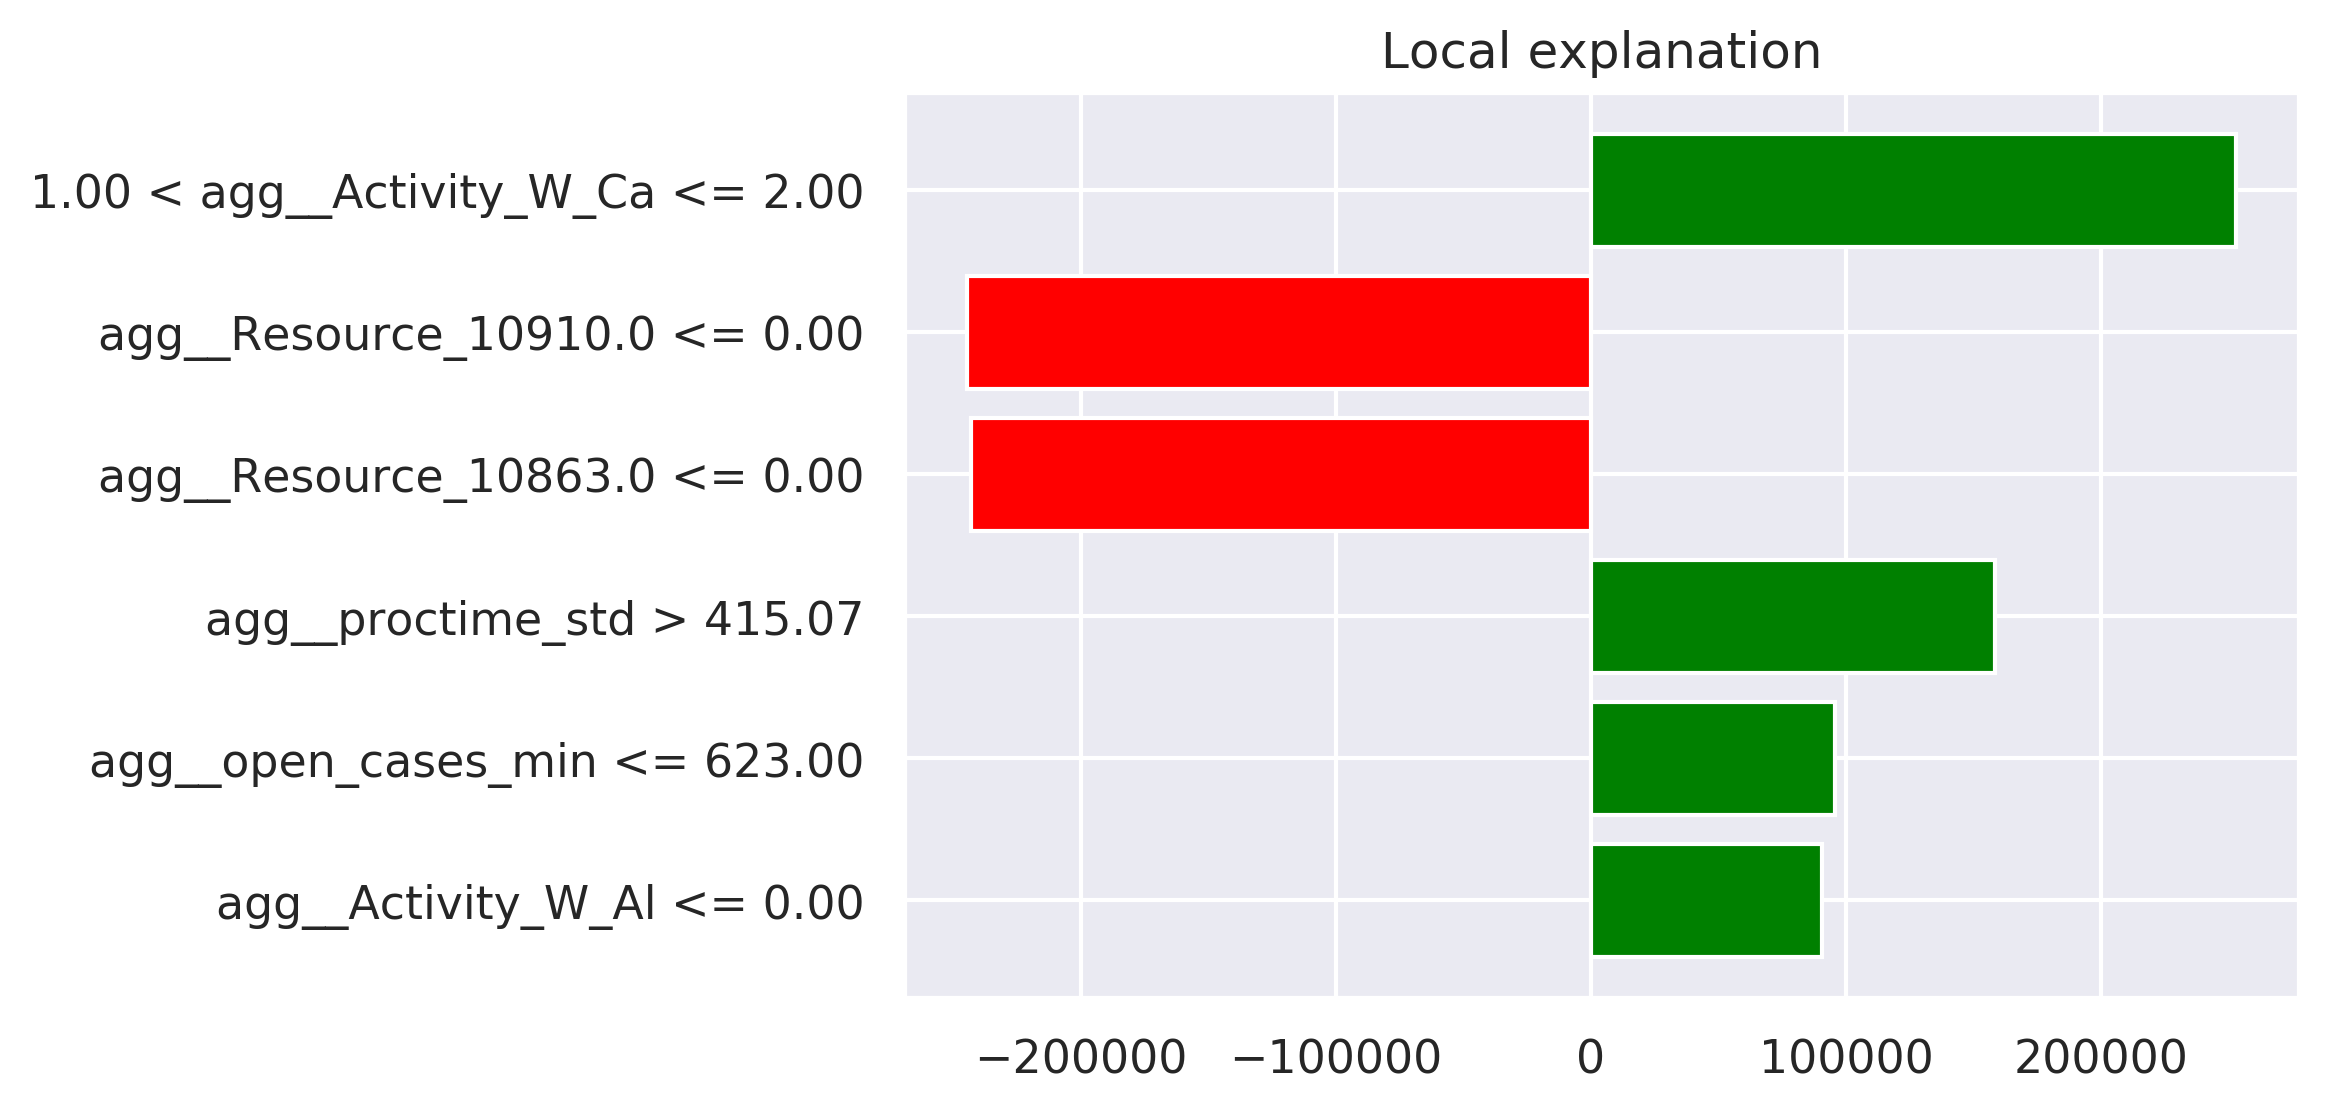 Local explanation
1.00 < agg__Activity_W_Ca <= 2.00
agg__Resource_10910.0 <= 0.00
agg__Resource_10863.0 <= 0.00
agg__proctime_std > 415.07
agg__open_cases_min <= 623.00
agg__Activity_W_Al <= 0.00
−200000 −100000 0 100000 200000